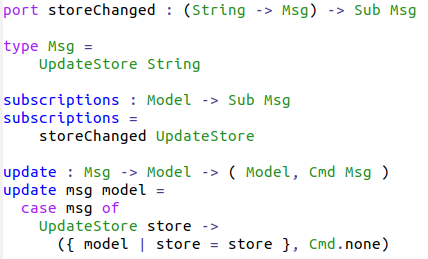 port storeChanged : (String -> Msg) -> Sub Msg
type Msg =
    UpdateStore String
subscriptions : Model -> Sub Msg
subscriptions =
    storeChanged UpdateStore
update : Msg -> Model -> ( Model, Cmd Msg )
update msg model =
  case msg of
    UpdateStore store ->
      ({ model | store = store }, Cmd.none)